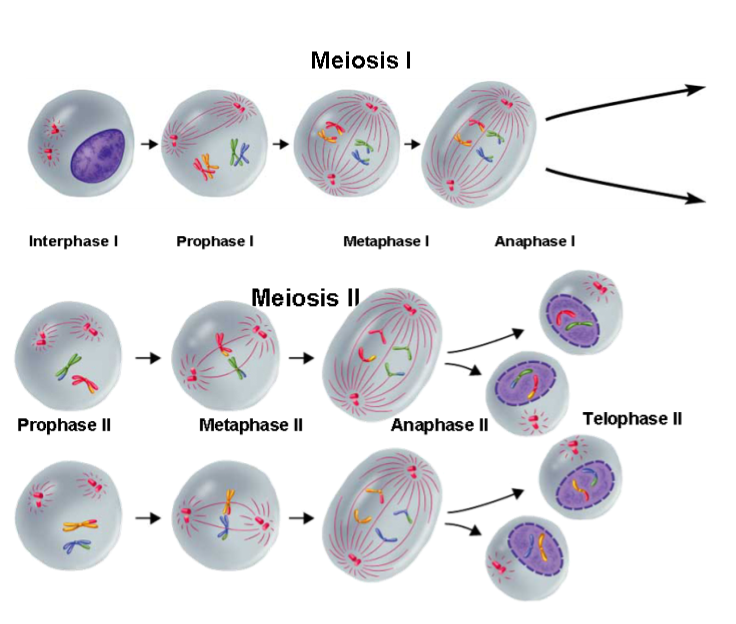 Meiosis I
Interphase I
Prophase I
Metaphase I
Anaphase I
Meiosis II
Prophase II
Metaphase II
Anaphase II
Telophase II